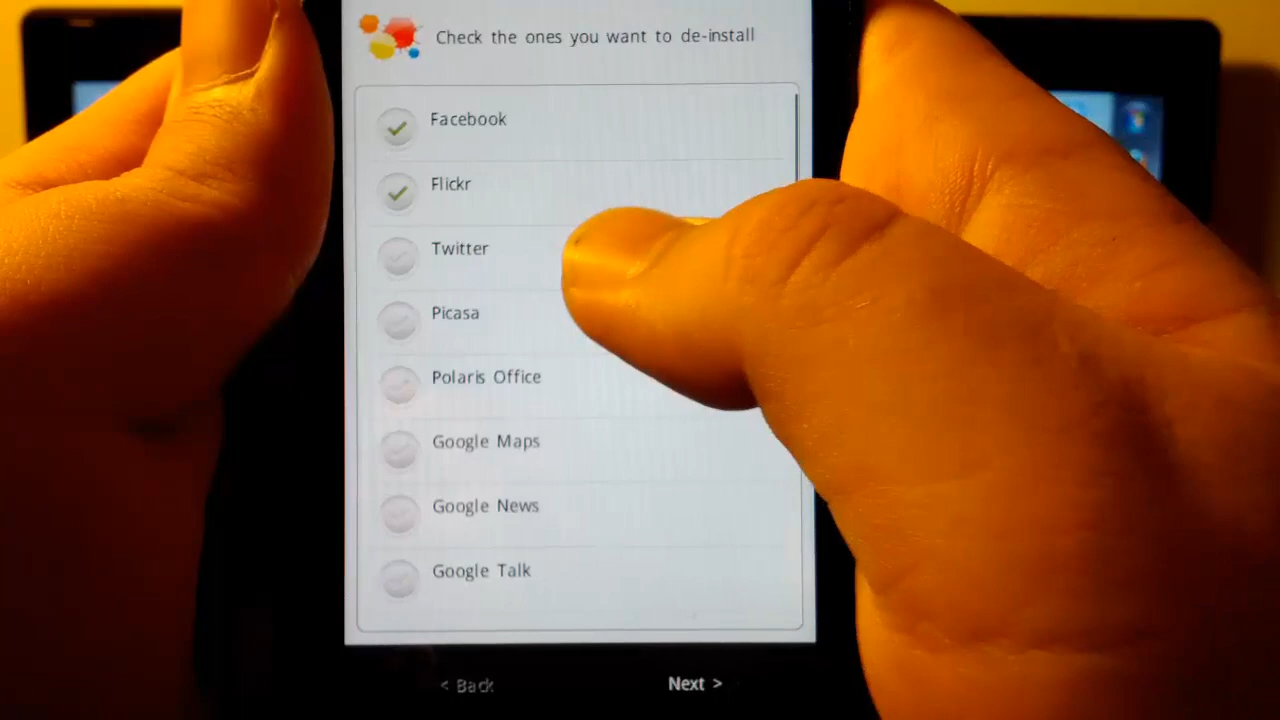 Check the ones you want to de-install
Facebook
Flickr
Twitter
Picasa
Polaris Office
Google Maps
Google News
Google Talk
< Back
Next >